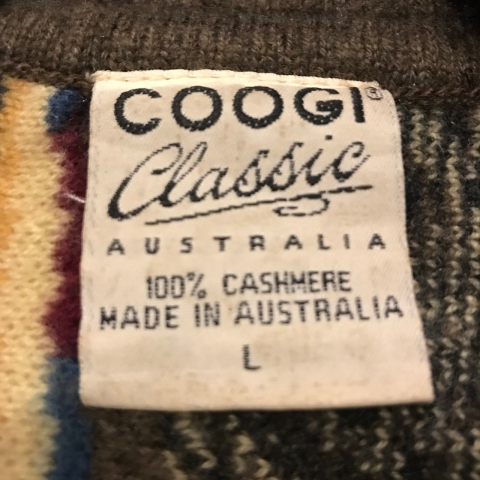 COOGI®
Classic
AUSTRALIA
100% CASHMERE
MADE IN AUSTRALIA
L